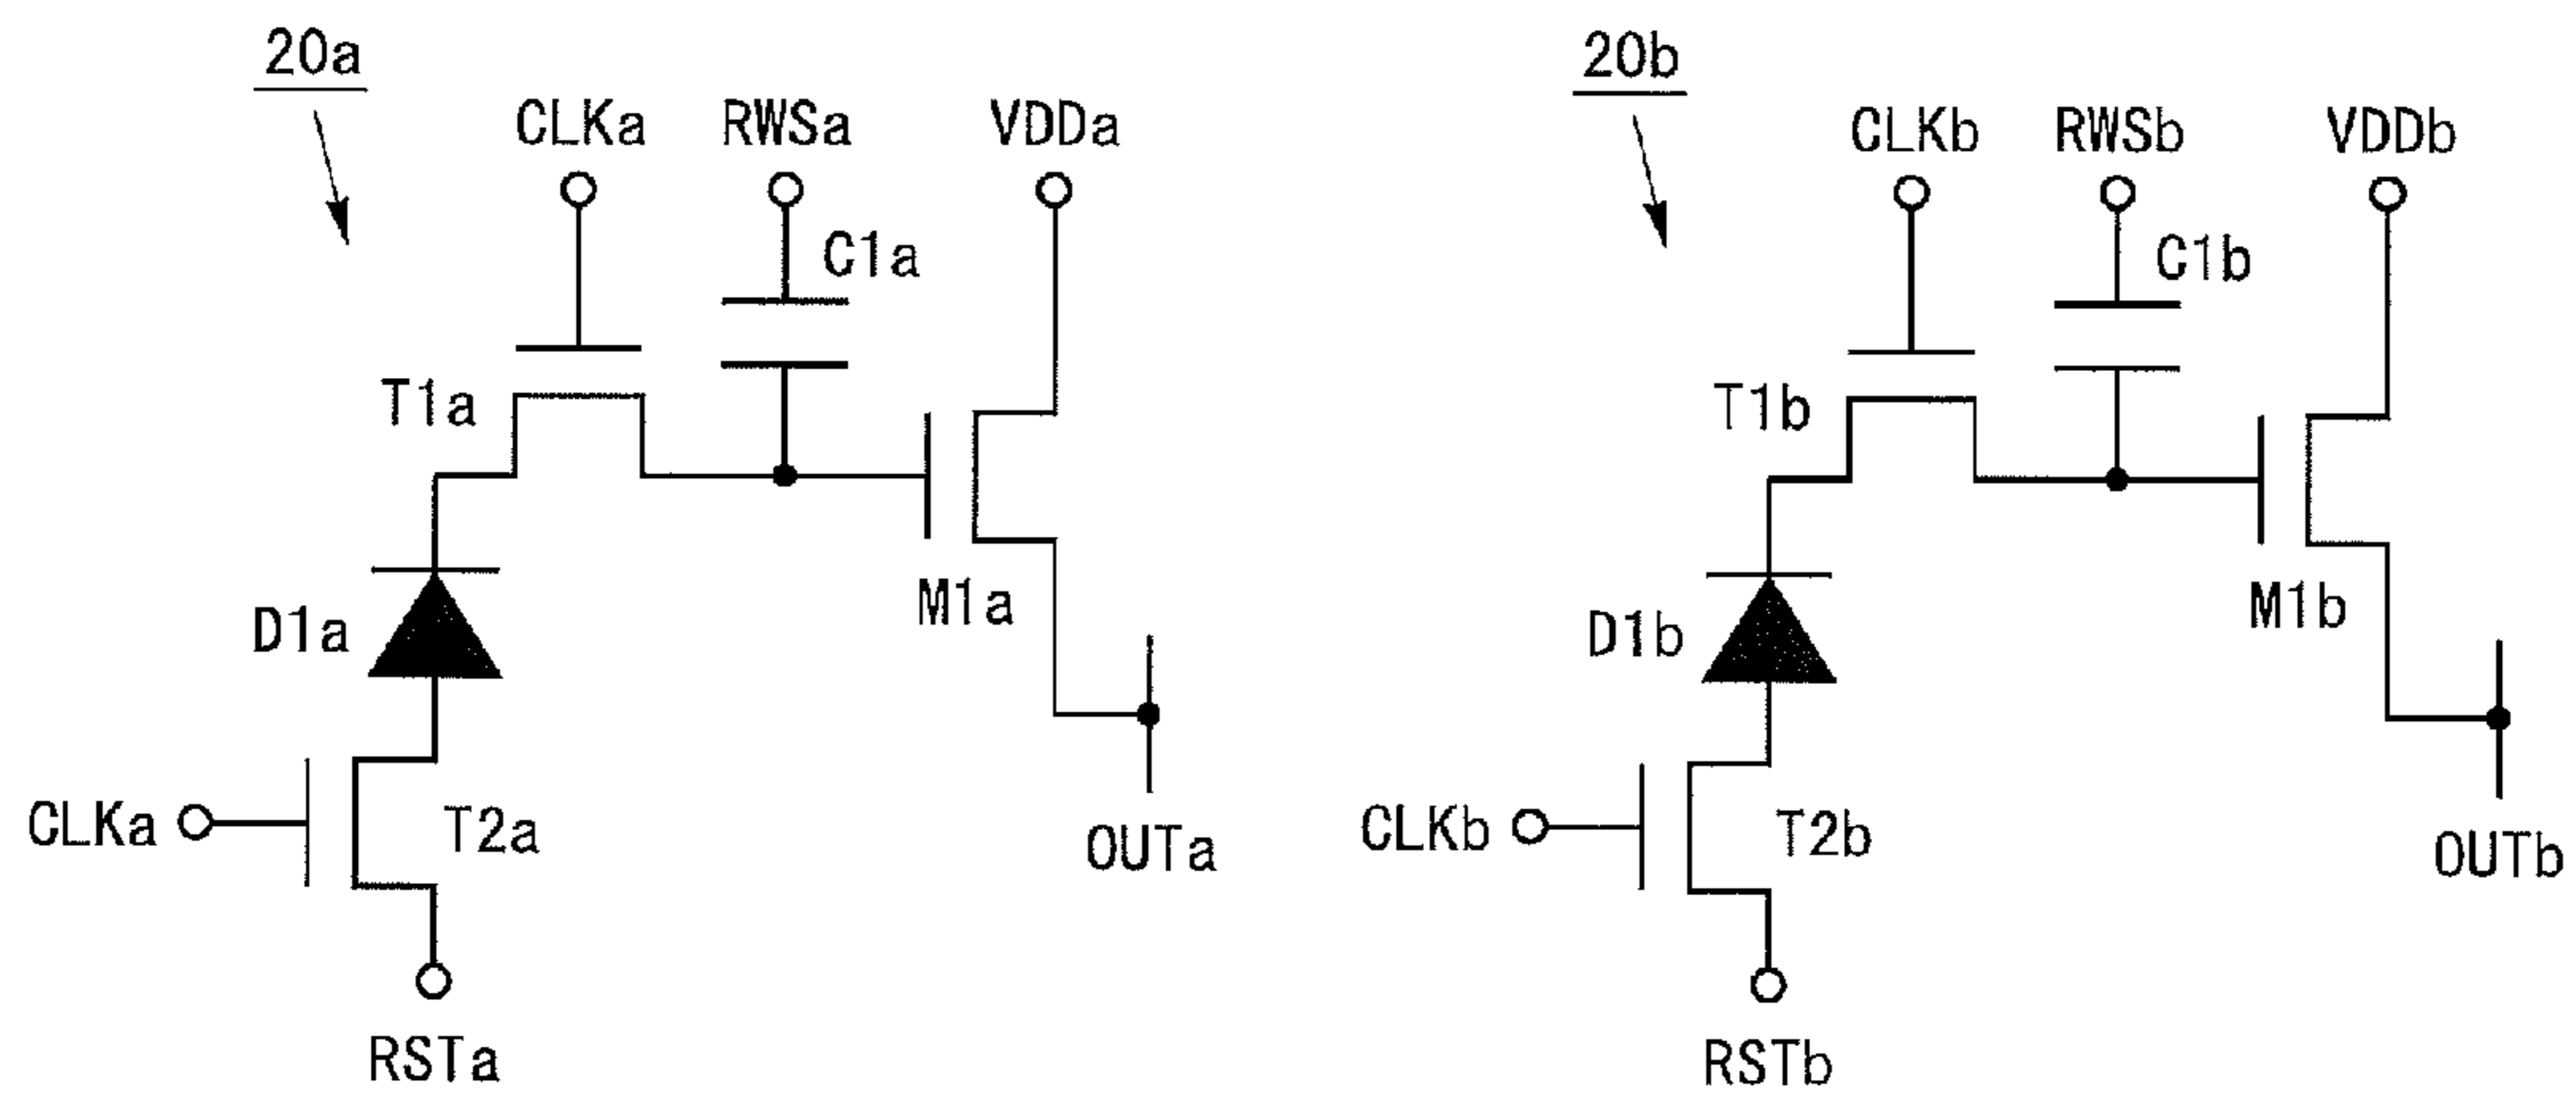 20a
CLKa
RWSa
VDDa
C1a
T1a
D1a
M1a
CLKa
T2a
OUTa
RSTa
20b
CLKb
RWSb
VDDb
C1b
T1b
D1b
M1b
CLKb
T2b
OUTb
RSTb